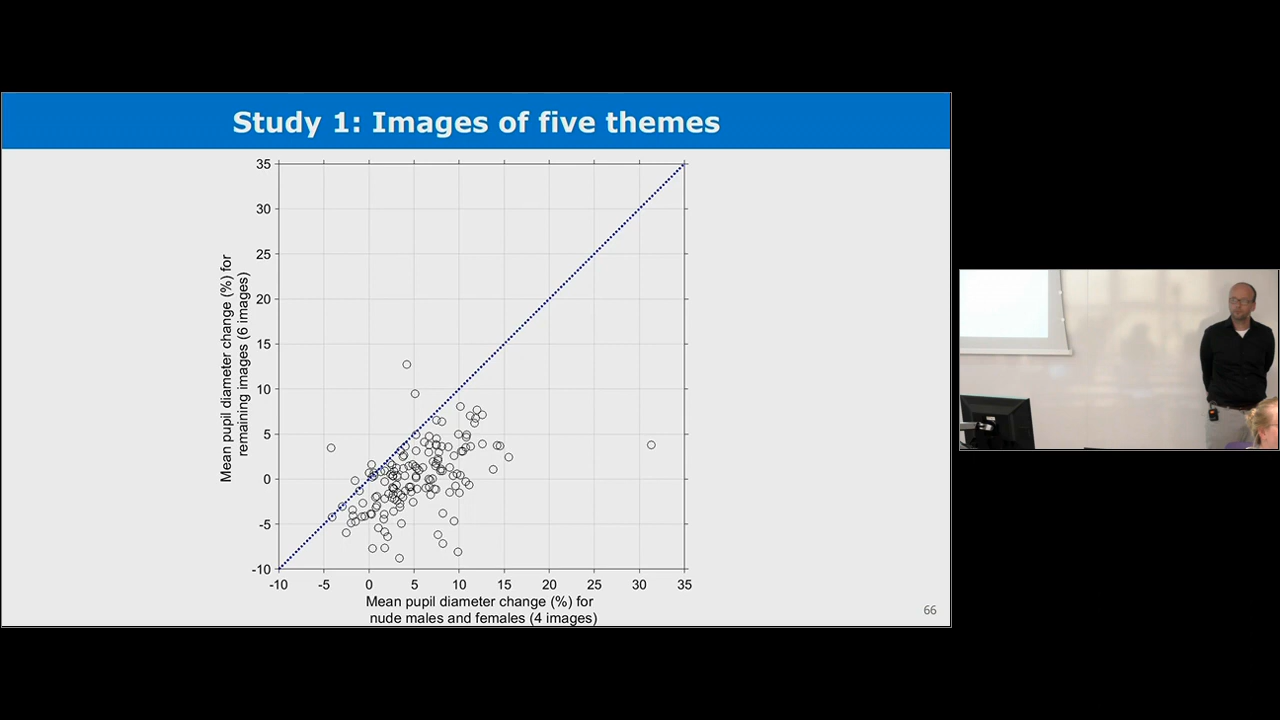 Study 1: Images of five themes
35
30
25
20
15
10
5
0
-5
-10
-10 -5 0 5 10 15 20 25 30 35
Mean pupil diameter change (%) for
remaining images (6 images)
Mean pupil diameter change (%) for
nude males and females (4 images)
66